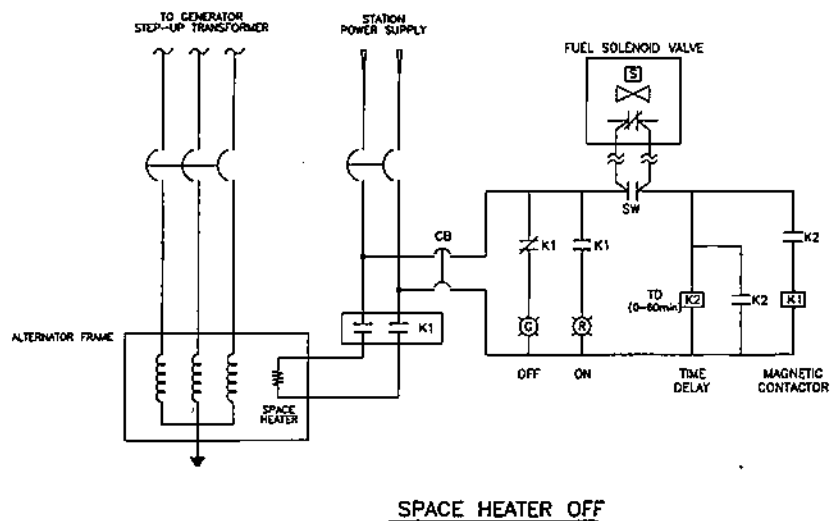 TO GENERATOR
STEP-UP TRANSFORMER
STATION
POWER SUPPLY
FUEL SOLENOID VALVE
S
SW
CB
K1
K1
K2
TD
(0-60min)
K2
K2
K1
K1
G
R
ALTERNATOR FRAME
SPACE
HEATER
OFF
ON
TIME
DELAY
MAGNETIC
CONTACTOR
SPACE HEATER OFF